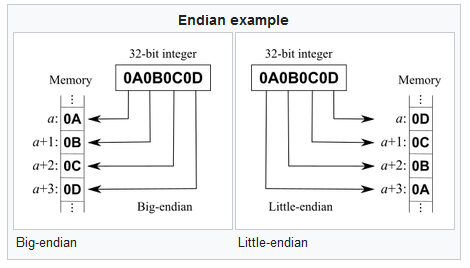 Endian example
32-bit integer
0A0B0C0D
Memory
a: 0A
a+1: 0B
a+2: 0C
a+3: 0D
Big-endian
32-bit integer
0A0B0C0D
Memory
a: 0D
a+1: 0C
a+2: 0B
a+3: 0A
Little-endian
Big-endian
Little-endian